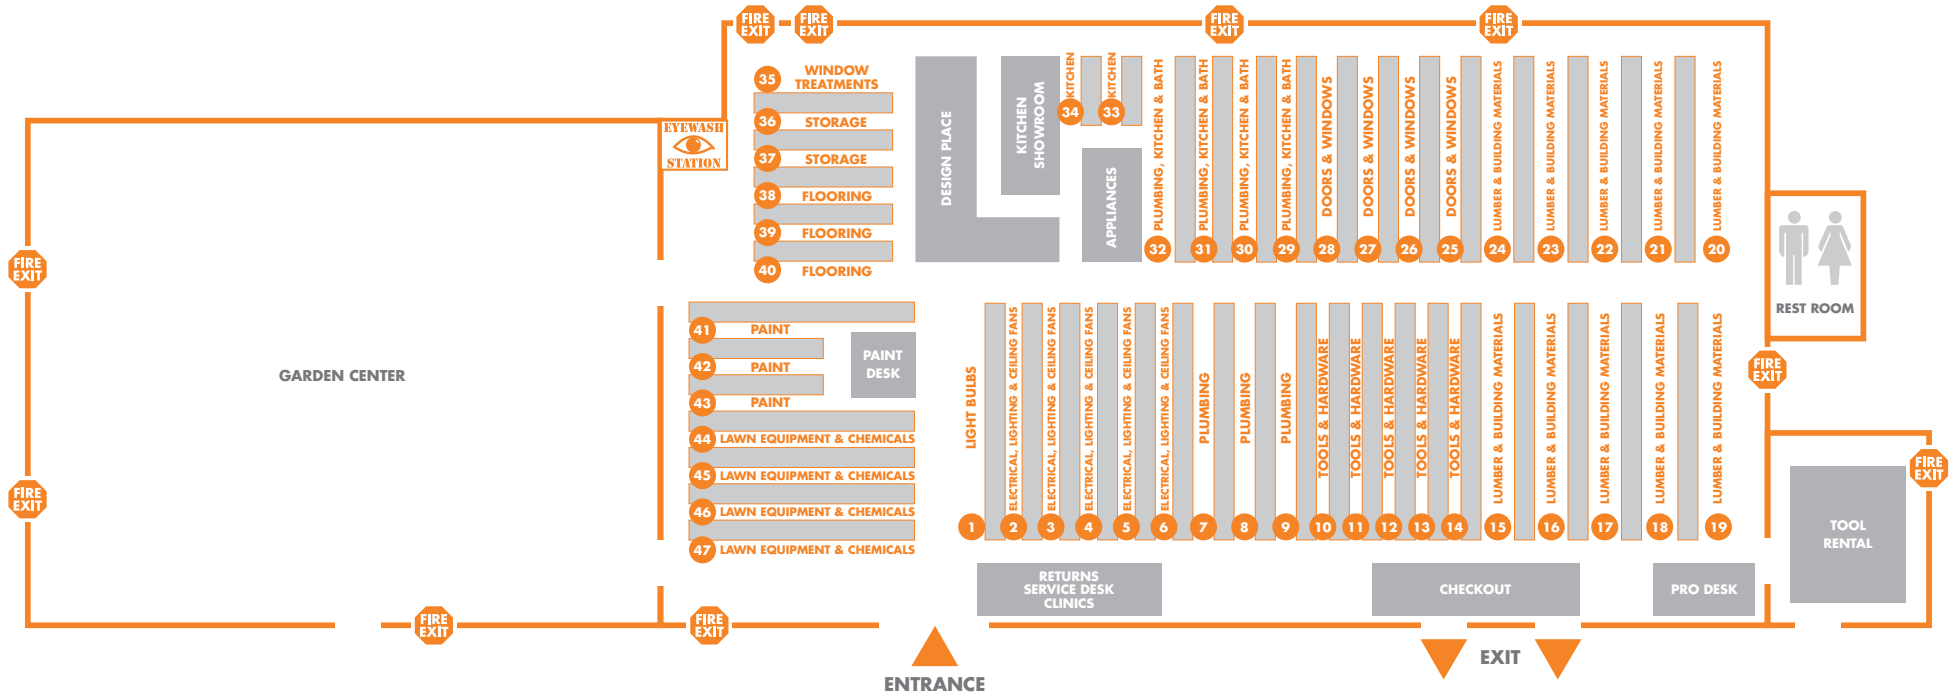 FIRE
EXIT
FIRE
EXIT
FIRE
EXIT
FIRE
EXIT
35 WINDOW
TREATMENTS
36 STORAGE
37 STORAGE
38 FLOORING
39 FLOORING
40 FLOORING
EYEWASH
STATION
DESIGN PLACE
KITCHEN
SHOWROOM
34 KITCHEN
33 KITCHEN
APPLIANCES
32 PLUMBING, KITCHEN & BATH
31 PLUMBING, KITCHEN & BATH
30 PLUMBING, KITCHEN & BATH
29 PLUMBING, KITCHEN & BATH
28 DOORS & WINDOWS
27 DOORS & WINDOWS
26 DOORS & WINDOWS
25 DOORS & WINDOWS
24 LUMBER & BUILDING MATERIALS
23 LUMBER & BUILDING MATERIALS
22 LUMBER & BUILDING MATERIALS
21 LUMBER & BUILDING MATERIALS
20 LUMBER & BUILDING MATERIALS
REST ROOM
FIRE
EXIT
FIRE
EXIT
GARDEN CENTER
FIRE
EXIT
41 PAINT
42 PAINT
43 PAINT
PAINT
DESK
44 LAWN EQUIPMENT & CHEMICALS
45 LAWN EQUIPMENT & CHEMICALS
46 LAWN EQUIPMENT & CHEMICALS
47 LAWN EQUIPMENT & CHEMICALS
1 LIGHT BULBS
2 ELECTRICAL, LIGHTING & CEILING FANS
3 ELECTRICAL, LIGHTING & CEILING FANS
4 ELECTRICAL, LIGHTING & CEILING FANS
5 ELECTRICAL, LIGHTING & CEILING FANS
6 ELECTRICAL, LIGHTING & CEILING FANS
7 PLUMBING
8 PLUMBING
9 PLUMBING
10 TOOLS & HARDWARE
11 TOOLS & HARDWARE
12 TOOLS & HARDWARE
13 TOOLS & HARDWARE
14 TOOLS & HARDWARE
15 LUMBER & BUILDING MATERIALS
16 LUMBER & BUILDING MATERIALS
17 LUMBER & BUILDING MATERIALS
18 LUMBER & BUILDING MATERIALS
19 LUMBER & BUILDING MATERIALS
FIRE
EXIT
TOOL
RENTAL
RETURNS
SERVICE DESK
CLINICS
CHECKOUT
PRO DESK
FIRE
EXIT
FIRE
EXIT
ENTRANCE
EXIT